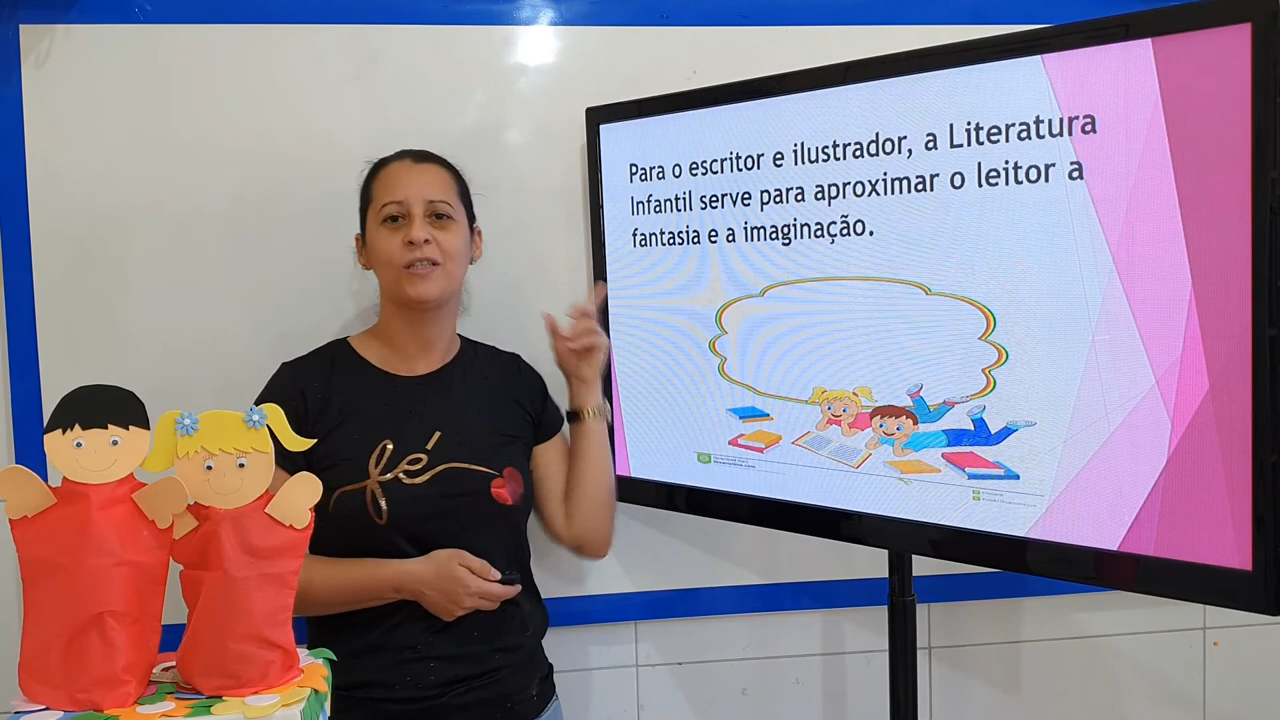 Para o escritor e ilustrador, a Literatura
Infantil serve para aproximar o leitor a
fantasia e a imaginação.
fé